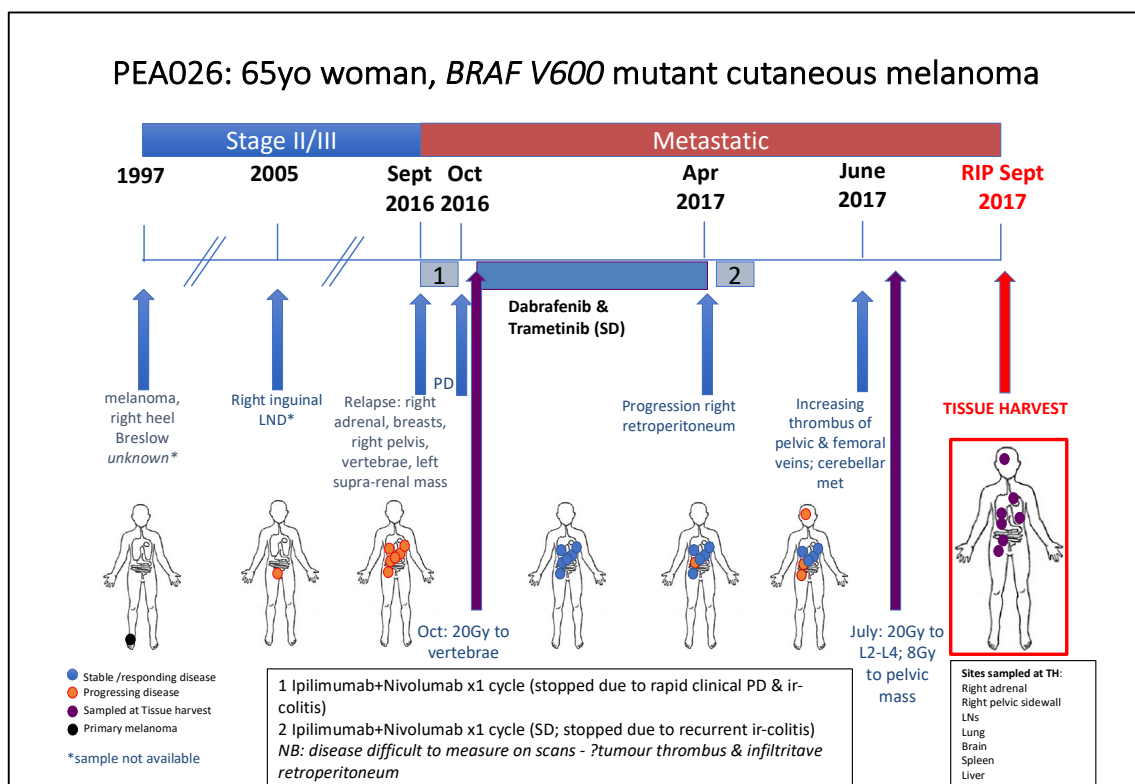 PEA026: 65yo woman, BRAF V600 mutant cutaneous melanoma
Stage II/III
Metastatic
1997
2005
Sept
2016
Oct
2016
Apr
2017
June
2017
RIP Sept
2017
1
2
Dabrafenib &
Trametinib (SD)
melanoma,
right heel
Breslow
unknown*
Right inguinal
LND*
PD
Relapse: right
adrenal, breasts,
right pelvis,
vertebrae, left
supra-renal mass
Progression right
retroperitoneum
Increasing
thrombus of
pelvic & femoral
veins; cerebellar
met
TISSUE HARVEST
Oct: 20Gy to
vertebrae
July: 20Gy to
L2-L4; 8Gy
to pelvic
mass
Stable /responding disease
Progressing disease
Sampled at Tissue harvest
Primary melanoma
*sample not available
1 Ipilimumab+Nivolumab x1 cycle (stopped due to rapid clinical PD & ir-
colitis)
2 Ipilimumab+Nivolumab x1 cycle (SD; stopped due to recurrent ir-colitis)
NB: disease difficult to measure on scans - ?tumour thrombus & infiltritave
retroperitoneum
Sites sampled at TH:
Right adrenal
Right pelvic sidewall
LNs
Lung
Brain
Spleen
Liver